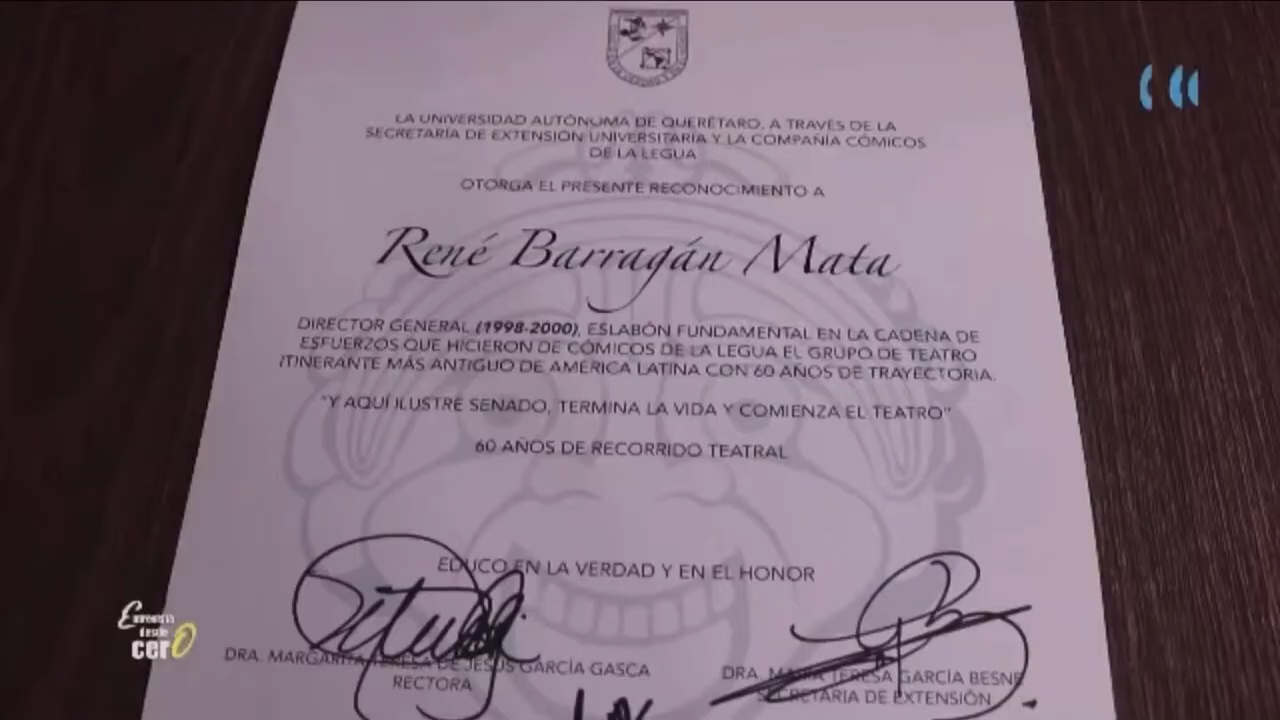 LA UNIVERSIDAD AUTÓNOMA DE QUERÉTARO, A TRAVÉS DE LA
SECRETARÍA DE EXTENSIÓN UNIVERSITARIA Y LA COMPAÑÍA CÓMICOS
DE LA LEGUA
OTORGA EL PRESENTE RECONOCIMIENTO A
René Barragán Mata
DIRECTOR GENERAL (1998-2000), ESLABÓN FUNDAMENTAL EN LA CADENA DE
ESFUERZOS QUE HICIERON DE CÓMICOS DE LA LEGUA EL GRUPO DE TEATRO
ITINERANTE MÁS ANTIGUO DE AMÉRICA LATINA CON 60 AÑOS DE TRAYECTORIA.
"Y AQUÍ ILUSTRE SENADO, TERMINA LA VIDA Y COMIENZA EL TEATRO"
60 AÑOS DE RECORRIDO TEATRAL
EDUCO EN LA VERDAD Y EN EL HONOR
DRA. MARGARITA TERESA DE JESÚS GARCÍA GASCA
RECTORA
DRA. MARÍA TERESA GARCÍA BESNÉ
SECRETARIA DE EXTENSIÓN
desde
cerO